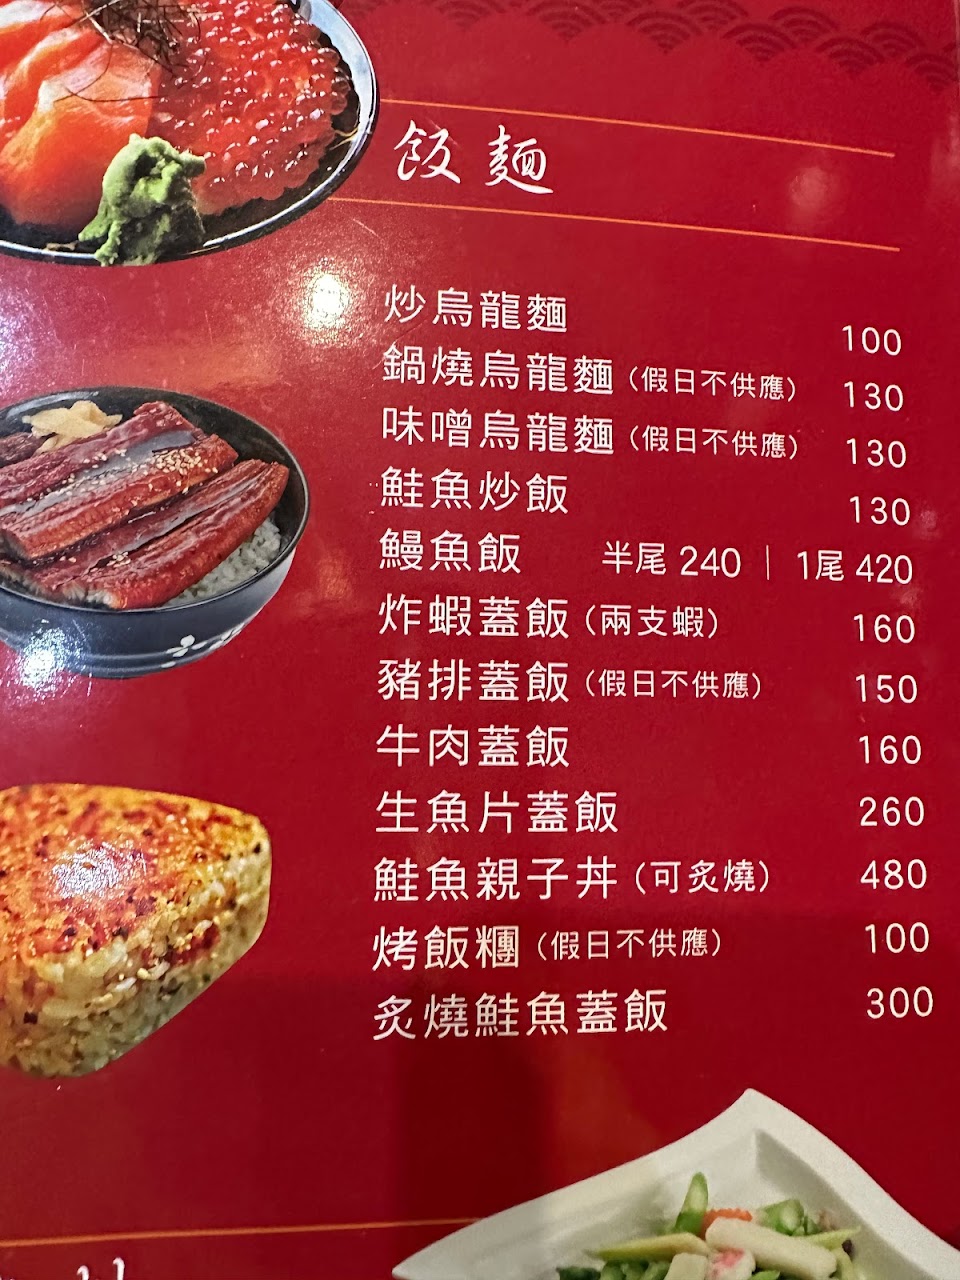 飯麵
炒烏龍麵 100
鍋燒烏龍麵（假日不供應） 130
味噌烏龍麵（假日不供應） 130
鮭魚炒飯 130
鰻魚飯 半尾 240｜1尾 420
炸蝦蓋飯（兩支蝦） 160
豬排蓋飯（假日不供應） 150
牛肉蓋飯 160
生魚片蓋飯 260
鮭魚親子丼（可炙燒） 480
烤飯糰（假日不供應） 100
炙燒鮭魚蓋飯 300